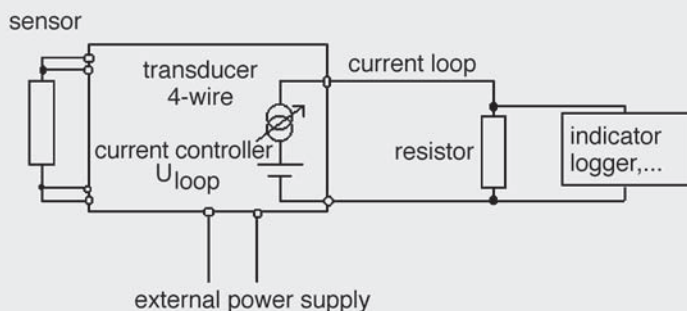 sensor
transducer
4-wire
current loop
current controller
U loop
resistor
indicator
logger,...
external power supply